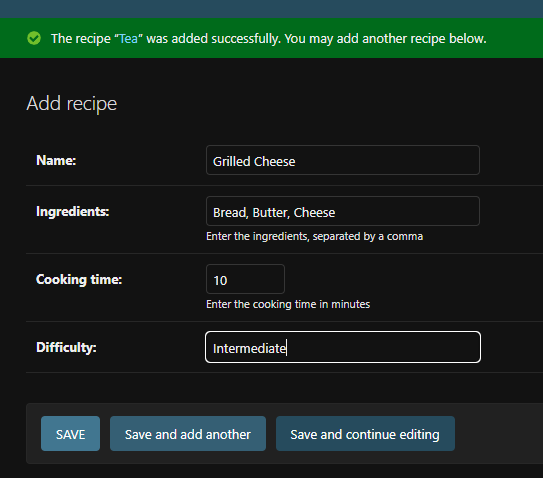 The recipe “Tea” was added successfully. You may add another recipe below.
Add recipe
Name:
Grilled Cheese
Ingredients:
Bread, Butter, Cheese
Enter the ingredients, separated by a comma
Cooking time:
10
Enter the cooking time in minutes
Difficulty:
Intermediate
SAVE
Save and add another
Save and continue editing